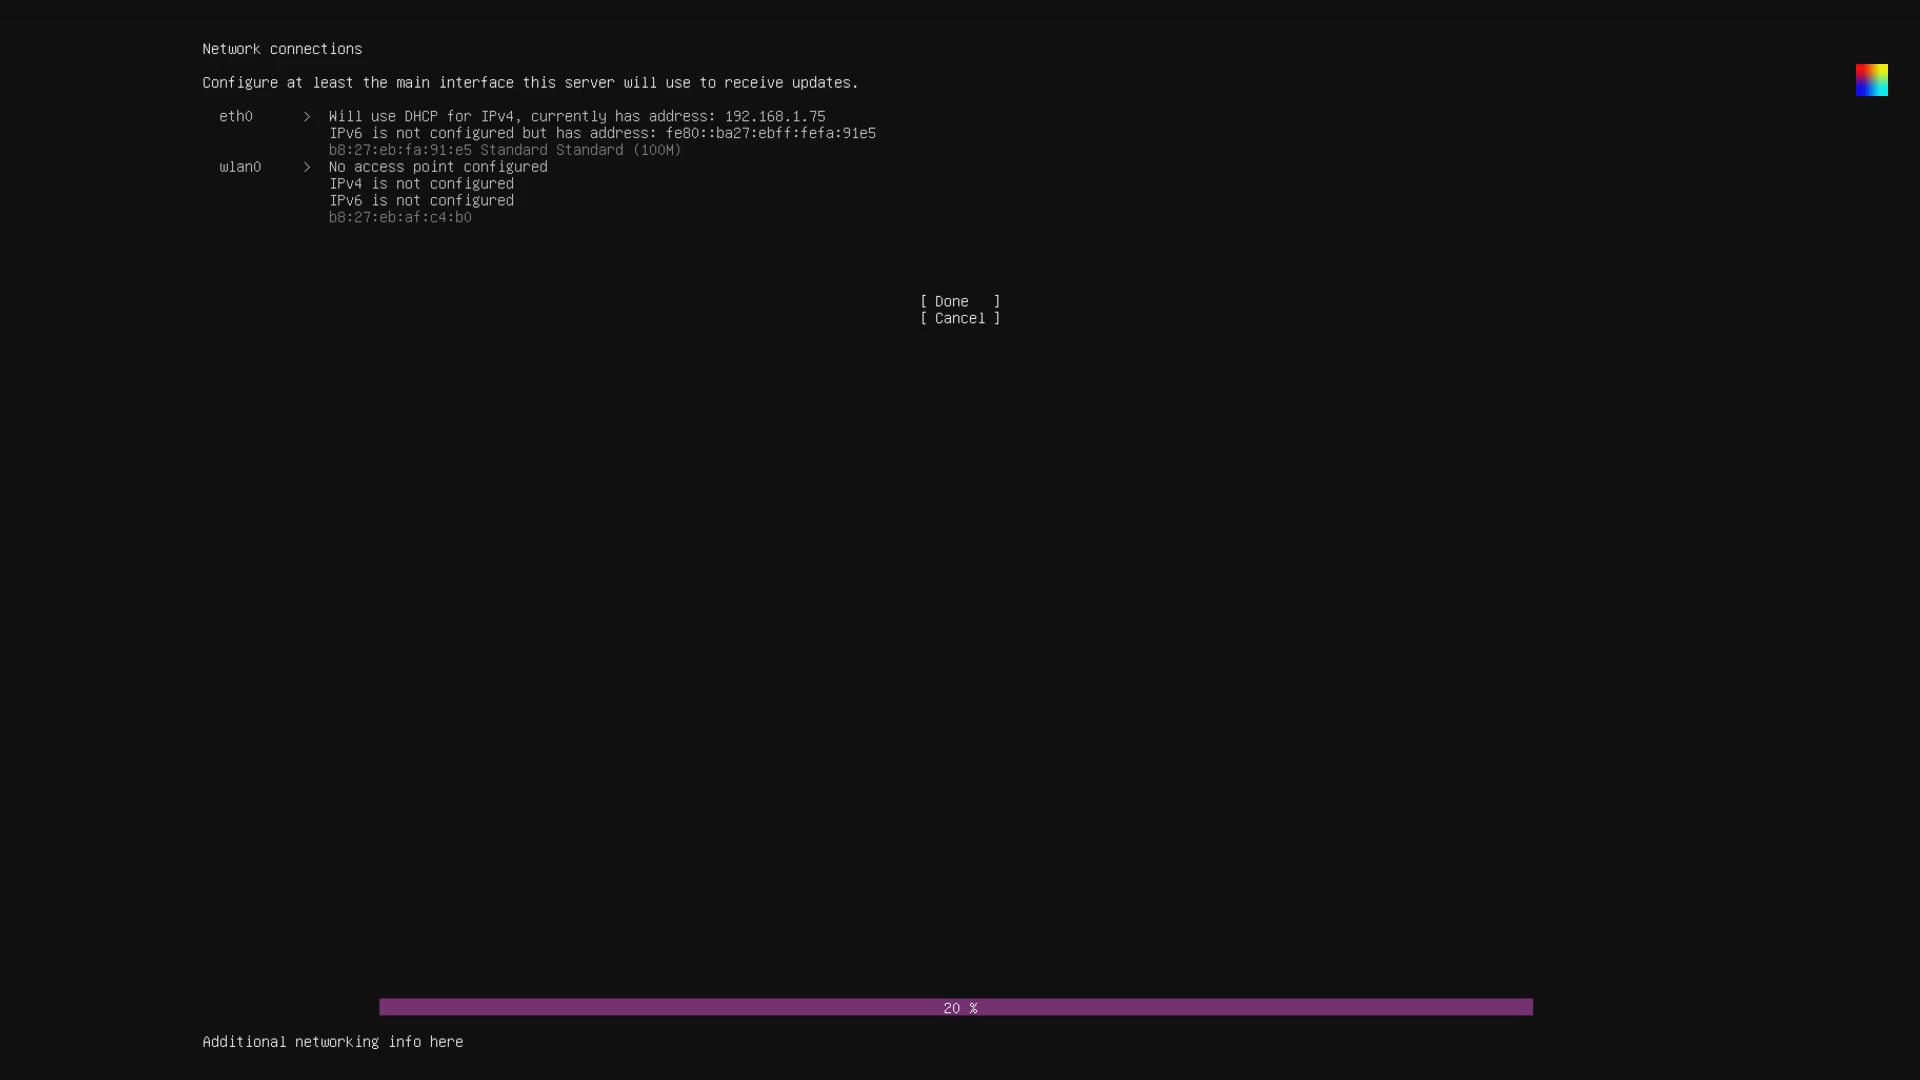 Network connections
Configure at least the main interface this server will use to receive updates.
eth0 > Will use DHCP for IPv4, currently has address: 192.168.1.75
IPv6 is not configured but has address: fe80::ba27:ebff:fefa:91e5
b8:27:eb:fa:91:e5 Standard Standard (100M)
wlan0 > No access point configured
IPv4 is not configured
IPv6 is not configured
b8:27:eb:af:c4:b0
[ Done ]
[ Cancel ]
20 %
Additional networking info here